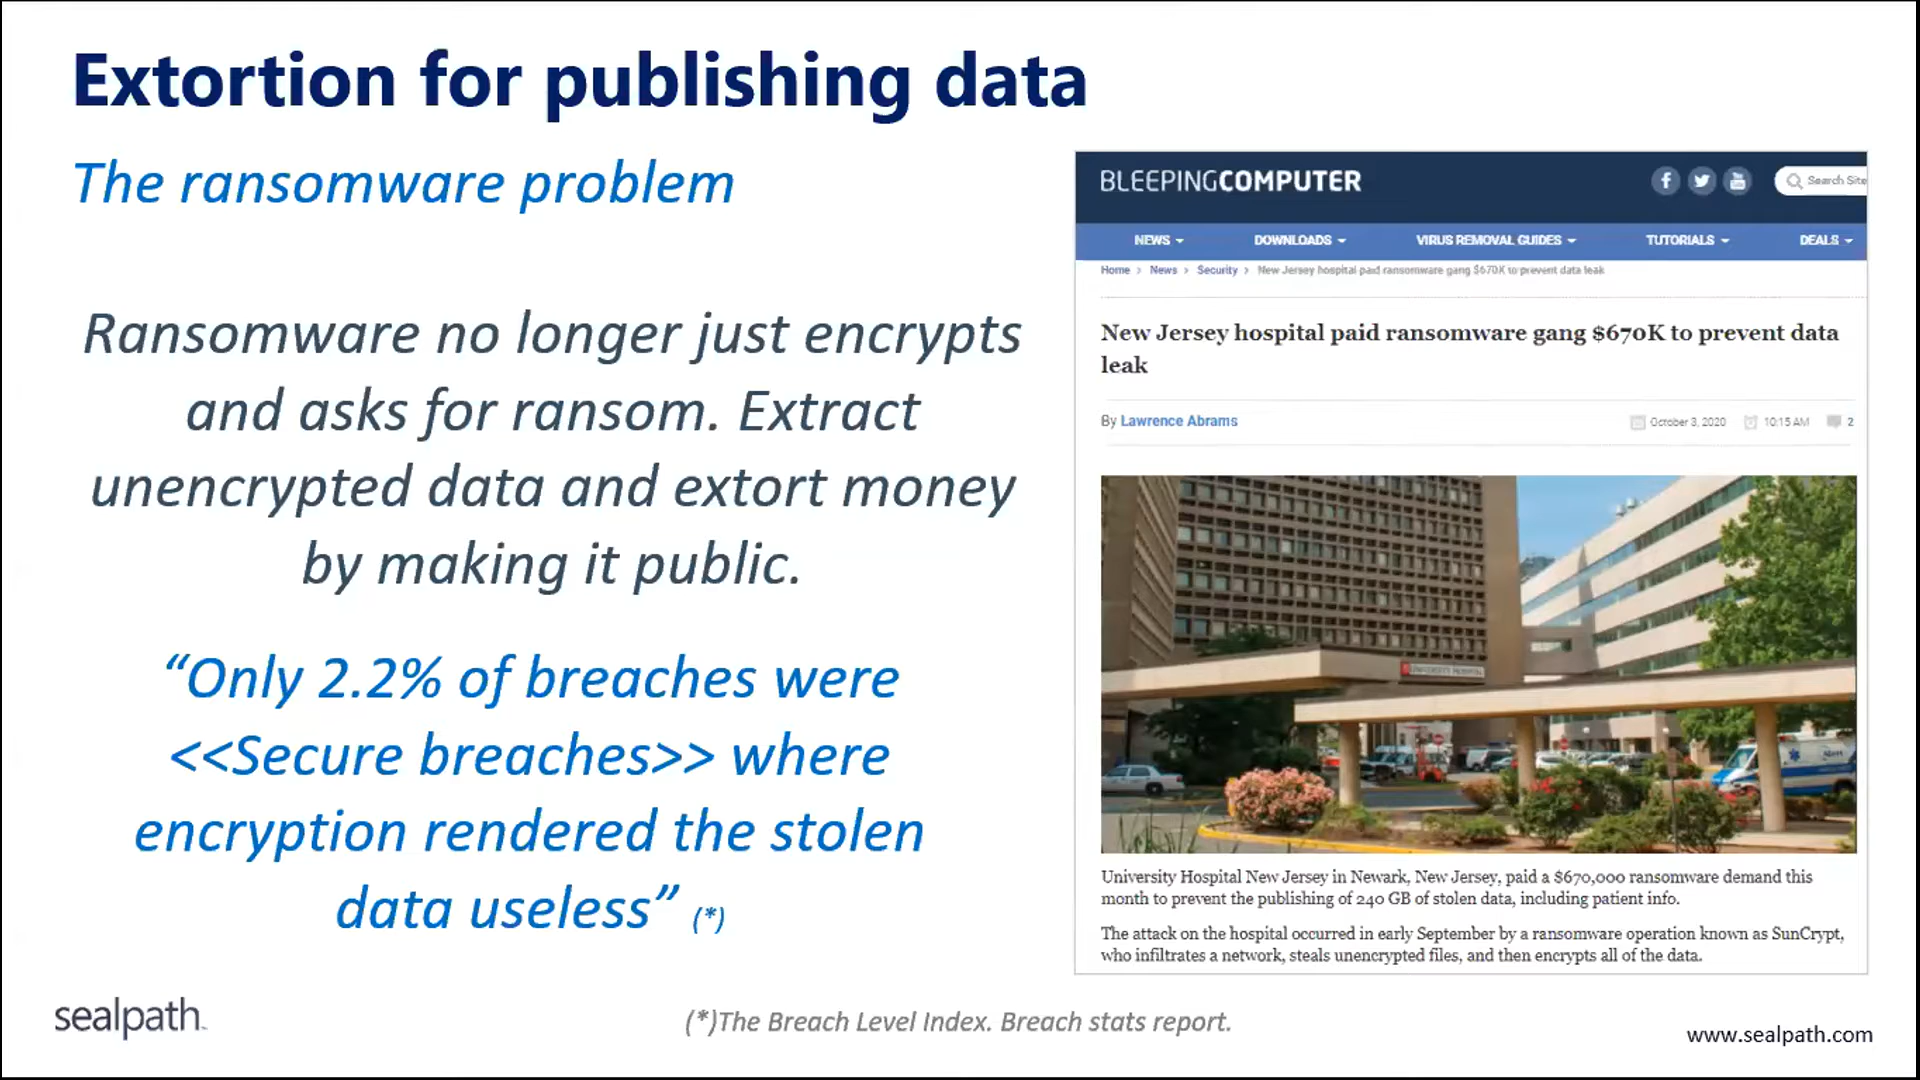 Extortion for publishing data
The ransomware problem
Ransomware no longer just encrypts
and asks for ransom. Extract
unencrypted data and extort money
by making it public.
“Only 2.2% of breaches were
<<Secure breaches>> where
encryption rendered the stolen
data useless” (*)
BLEEPINGCOMPUTER
Search Site
NEWS DOWNLOADS VIRUS REMOVAL GUIDES TUTORIALS DEALS
Home > News > Security > New Jersey hospital paid ransomware gang $670K to prevent data leak
New Jersey hospital paid ransomware gang $670K to prevent data
leak
By Lawrence Abrams October 3, 2020 10:15 AM 2
UNIVERSITY HOSPITAL
University Hospital New Jersey in Newark, New Jersey, paid a $670,000 ransomware demand this
month to prevent the publishing of 240 GB of stolen data, including patient info.
The attack on the hospital occurred in early September by a ransomware operation known as SunCrypt,
who infiltrates a network, steals unencrypted files, and then encrypts all of the data.
sealpath
(*)The Breach Level Index. Breach stats report.
www.sealpath.com